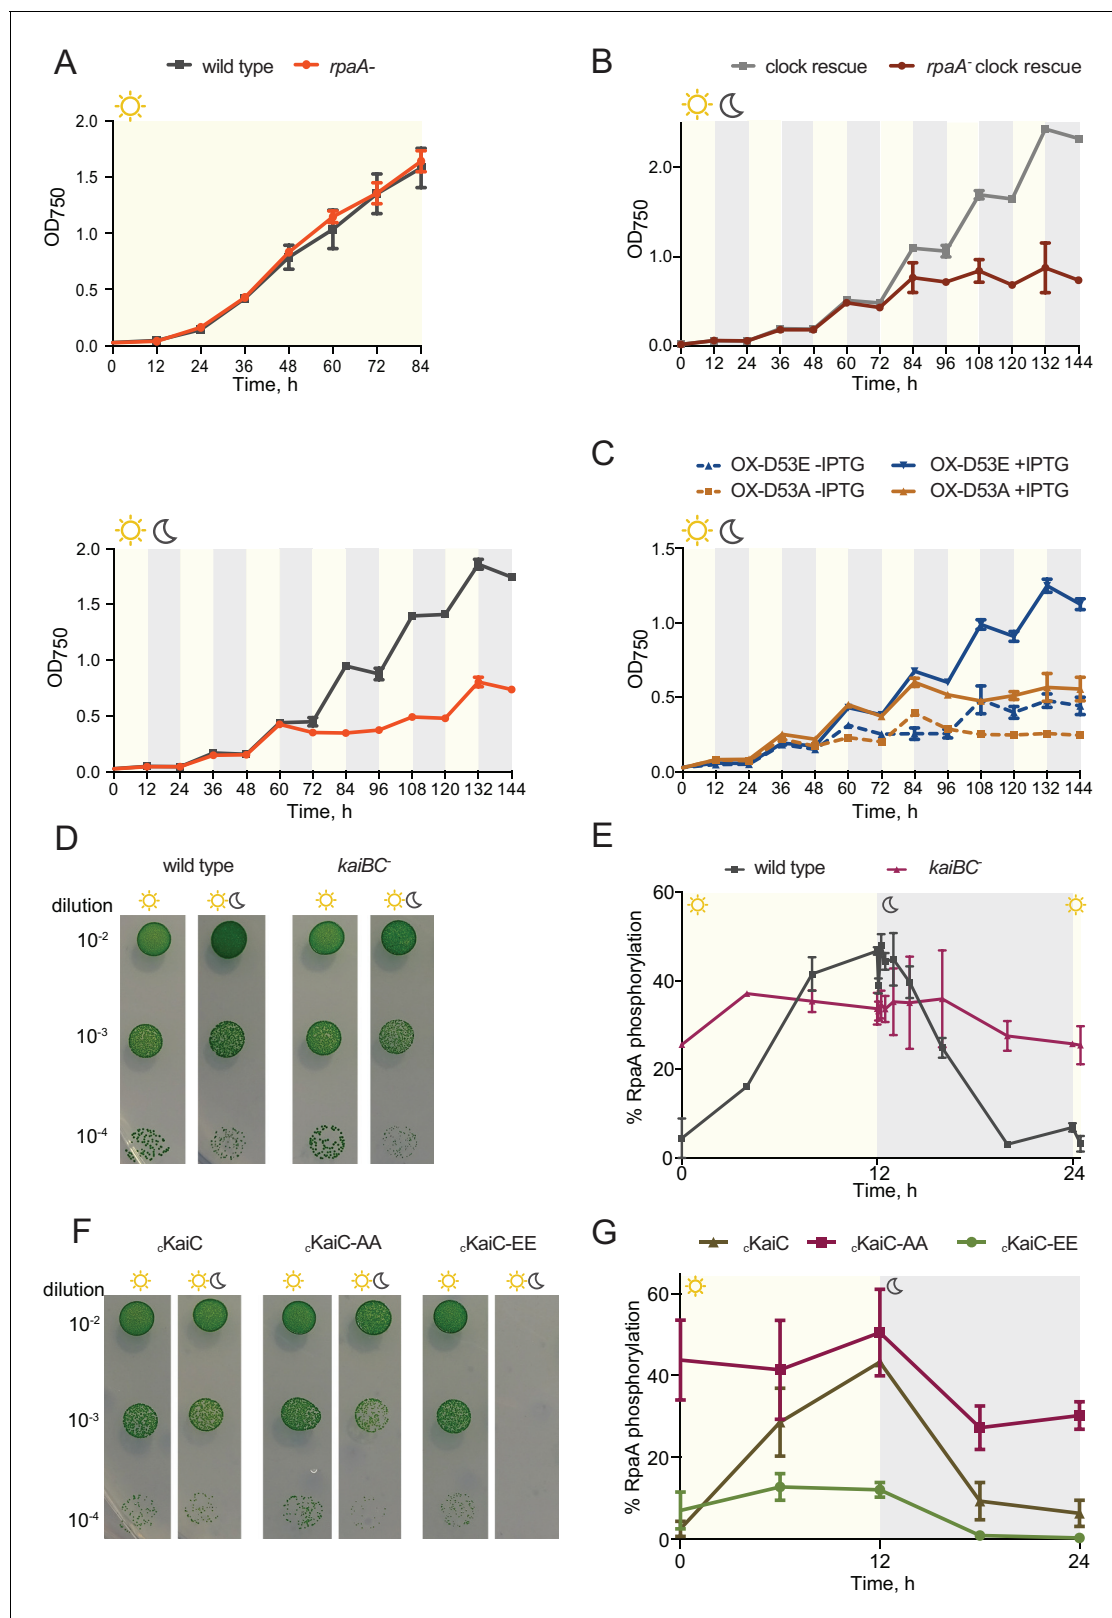 A
wild type
rpaA-
2.0
1.5
1.0
0.5
0.0
OD750
0 12 24 36 48 60 72 84
Time, h
B
clock rescue
rpaA- clock rescue
2.0
1.0
0.0
OD750
0 12 24 36 48 60 72 84 96 108 120 132 144
Time, h
2.0
1.5
1.0
0.5
0.0
OD750
0 12 24 36 48 60 72 84 96 108 120 132 144
Time, h
C
OX-D53E -IPTG
OX-D53E +IPTG
OX-D53A -IPTG
OX-D53A +IPTG
1.5
1.0
0.5
0.0
OD750
0 12 24 36 48 60 72 84 96 108 120 132 144
Time, h
D
wild type
kaiBC-
dilution
10-2
10-3
10-4
E
wild type
kaiBC-
60
40
20
0
% RpaA phosphorylation
0 12 24
Time, h
F
cKaiC
cKaiC-AA
cKaiC-EE
dilution
10-2
10-3
10-4
G
cKaiC
cKaiC-AA
cKaiC-EE
60
40
20
0
% RpaA phosphorylation
0 12 24
Time, h